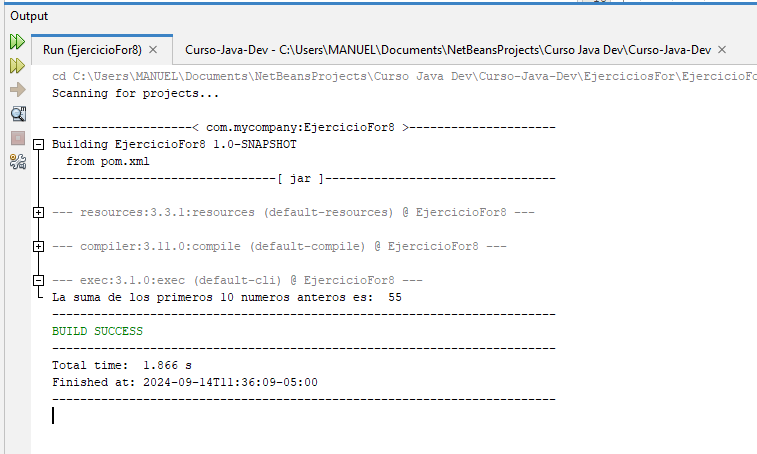 Output
Run (EjercicioFor8) × Curso-Java-Dev - C:\Users\MANUEL\Documents\NetBeansProjects\Curso Java Dev\Curso-Java-Dev ×
cd C:\Users\MANUEL\Documents\NetBeansProjects\Curso Java Dev\Curso-Java-Dev\EjerciciosFor\EjercicioFo
Scanning for projects...
---------------------< com.mycompany:EjercicioFor8 >----------------------
Building EjercicioFor8 1.0-SNAPSHOT
from pom.xml
--------------------------------[ jar ]---------------------------------
--- resources:3.3.1:resources (default-resources) @ EjercicioFor8 ---
--- compiler:3.11.0:compile (default-compile) @ EjercicioFor8 ---
--- exec:3.1.0:exec (default-cli) @ EjercicioFor8 ---
La suma de los primeros 10 numeros anteros es:  55
------------------------------------------------------------------------
BUILD SUCCESS
------------------------------------------------------------------------
Total time:  1.866 s
Finished at: 2024-09-14T11:36:09-05:00
------------------------------------------------------------------------